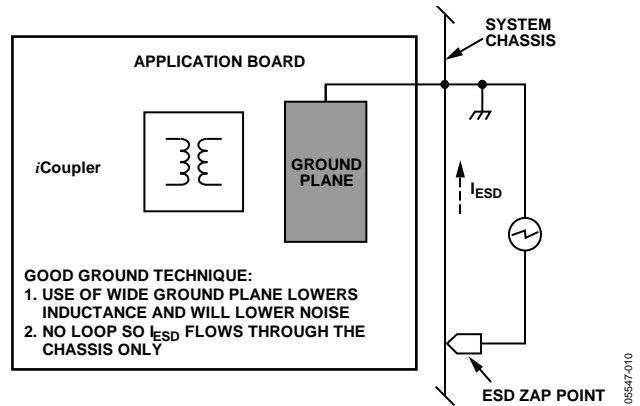 SYSTEM
CHASSIS
APPLICATION BOARD
iCoupler
GROUND
PLANE
IESD
GOOD GROUND TECHNIQUE:
1. USE OF WIDE GROUND PLANE LOWERS
INDUCTANCE AND WILL LOWER NOISE
2. NO LOOP SO IESD FLOWS THROUGH THE
CHASSIS ONLY
ESD ZAP POINT
05547-010